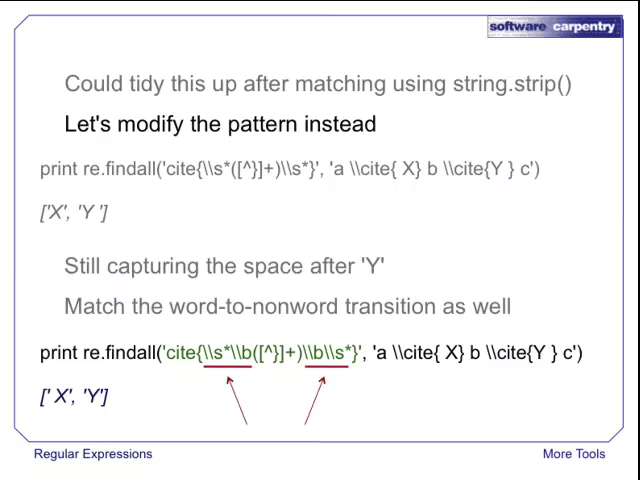 software carpentry
Could tidy this up after matching using string.strip()
Let's modify the pattern instead
print re.findall('cite{\\s*([^}]+)\\s*}', 'a \\cite{ X} b \\cite{Y } c')
['X', 'Y ']
Still capturing the space after 'Y'
Match the word-to-nonword transition as well
print re.findall('cite{\\s*\\b([^}]+)\\b\\s*}', 'a \\cite{ X} b \\cite{Y } c')
[' X', 'Y']
Regular Expressions
More Tools